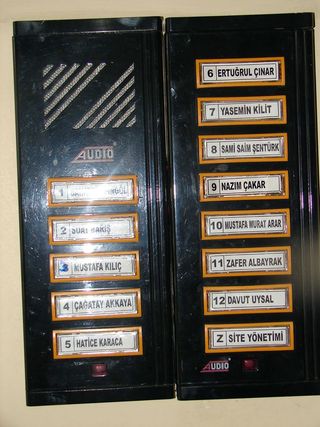 AUDIO
1
2 SUAT
3 MUSTAFA KILIÇ
4 ÇAĞATAY AKKAYA
5 HATİCE KARACA
6 ERTUĞRUL ÇINAR
7 YASEMİN KİLİT
8 SAMİ SAİM ŞENTÜRK
9 NAZIM ÇAKAR
10 MUSTAFA MURAT ARAR
11 ZAFER ALBAYRAK
12 DAVUT UYSAL
Z SİTE YÖNETİMİ
AUDIO